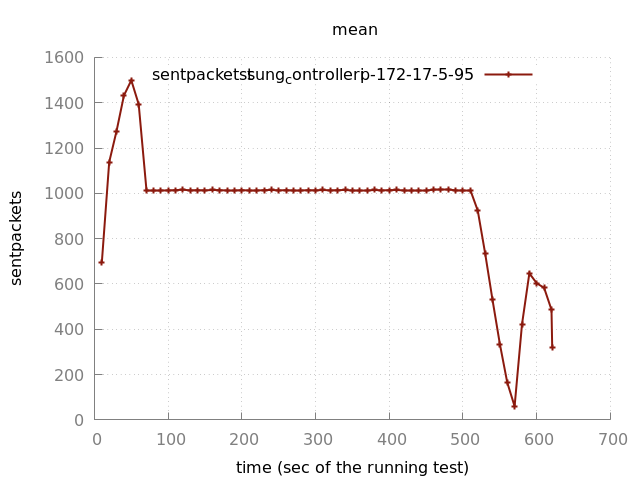 mean
1600
sentpacketstsung_controllerip-172-17-5-95
1400
1200
1000
800
600
400
200
0
sentpackets
0 100 200 300 400 500 600 700
time (sec of the running test)